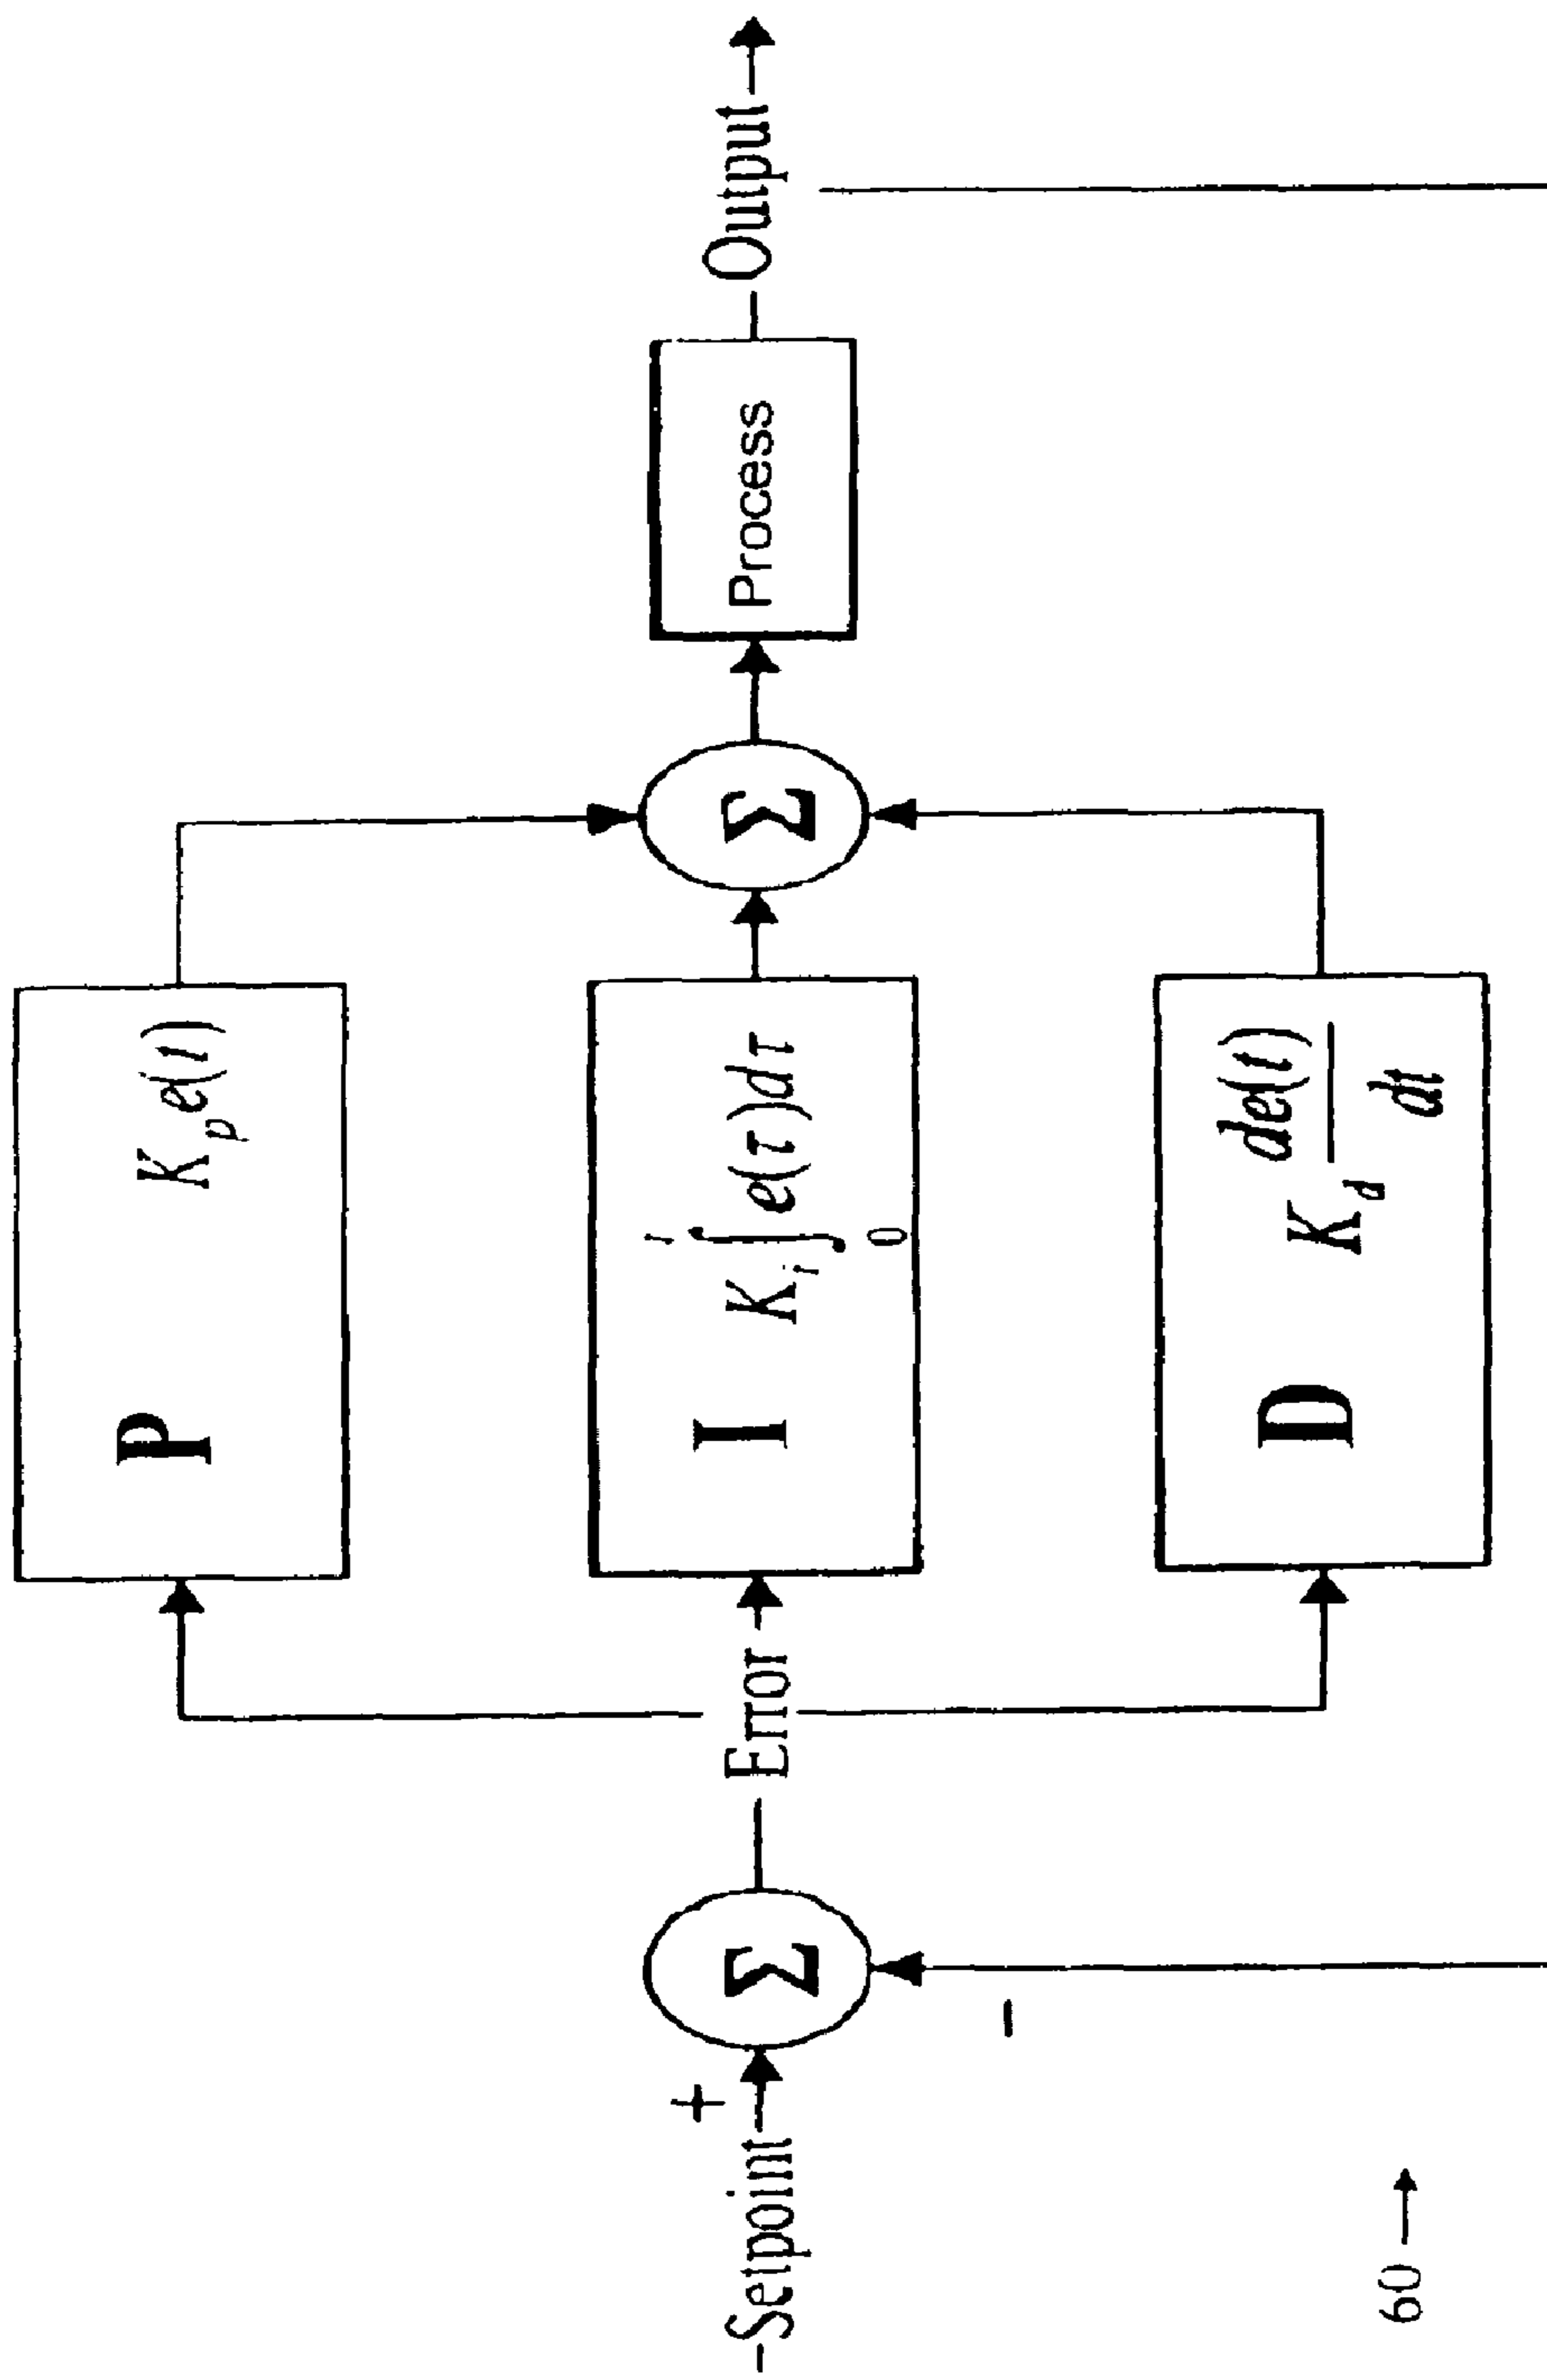 P K_p e(t)
Setpoint
+
Σ
Error
I K_i ∫_0^t e(τ)dτ
Σ
Process
Output
-
D K_d de(t)/dt
60